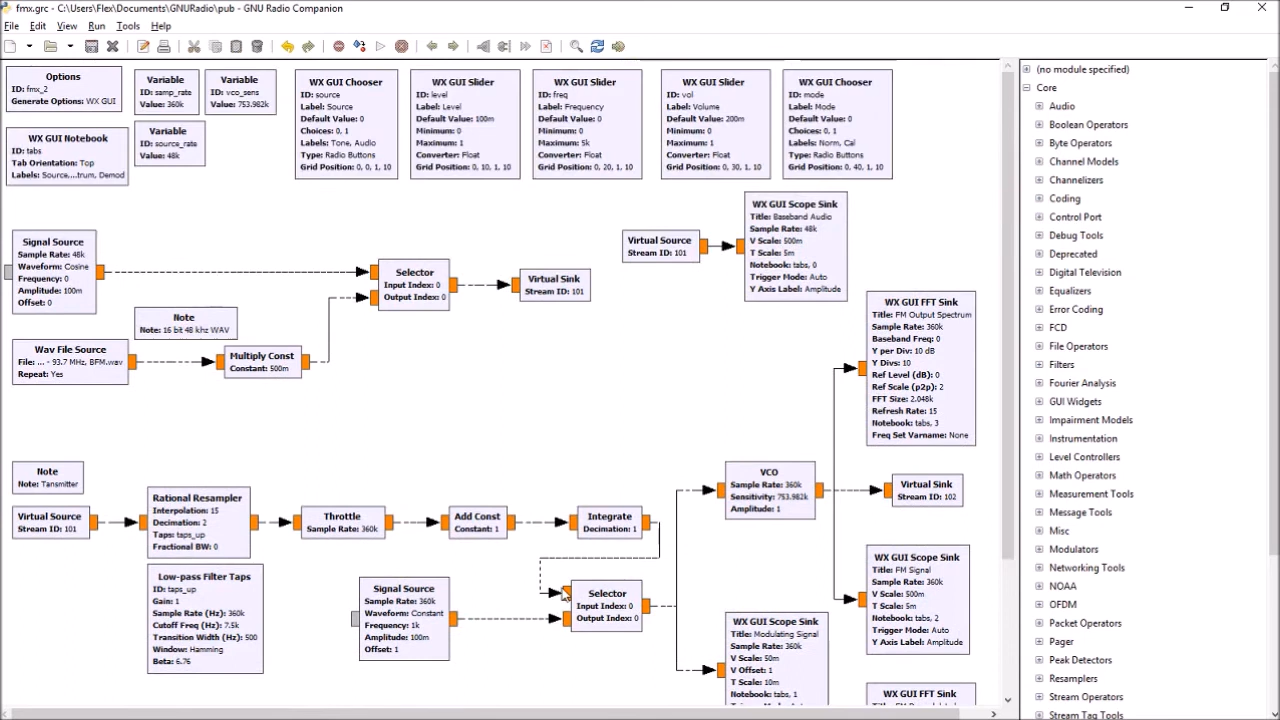 fmx.grc - C:\Users\Flex\Documents\GNURadio\pub - GNU Radio Companion
File Edit View Run Tools Help
Options
ID: fmx_2
Generate Options: WX GUI
Variable
ID: samp_rate
Value: 360k
Variable
ID: vco_sens
Value: 753.982k
WX GUI Chooser
ID: source
Label: Source
Default Value: 0
Choices: 0, 1
Labels: Tone, Audio
Type: Radio Buttons
Grid Position: 0, 0, 1, 10
WX GUI Slider
ID: level
Label: Level
Default Value: 100m
Minimum: 0
Maximum: 1
Converter: Float
Grid Position: 0, 10, 1, 10
WX GUI Slider
ID: freq
Label: Frequency
Default Value: 0
Minimum: 0
Maximum: 5k
Converter: Float
Grid Position: 0, 20, 1, 10
WX GUI Slider
ID: vol
Label: Volume
Default Value: 200m
Minimum: 0
Maximum: 1
Converter: Float
Grid Position: 0, 30, 1, 10
WX GUI Chooser
ID: mode
Label: Mode
Default Value: 0
Choices: 0, 1
Labels: Norm, Cal
Type: Radio Buttons
Grid Position: 0, 40, 1, 10
WX GUI Notebook
ID: tabs
Tab Orientation: Top
Labels: Source,...trum, Demod
Variable
ID: source_rate
Value: 48k
Signal Source
Sample Rate: 48k
Waveform: Cosine
Frequency: 0
Amplitude: 100m
Offset: 0
Selector
Input Index: 0
Output Index: 0
Virtual Sink
Stream ID: 101
Virtual Source
Stream ID: 101
WX GUI Scope Sink
Title: Baseband Audio
Sample Rate: 48k
V Scale: 500m
T Scale: 5m
Notebook: tabs, 0
Trigger Mode: Auto
Y Axis Label: Amplitude
Note
Note: 16 bit 48 khz WAV
Wav File Source
File: ... - 93.7 MHz, BFM.wav
Repeat: Yes
Multiply Const
Constant: 500m
WX GUI FFT Sink
Title: FM Output Spectrum
Sample Rate: 360k
Baseband Freq: 0
Y per Div: 10 dB
Y Divs: 10
Ref Level (dB): 0
Ref Scale (p2p): 2
FFT Size: 2.048k
Refresh Rate: 15
Notebook: tabs, 3
Freq Set Varname: None
Note
Note: Tansmitter
Virtual Source
Stream ID: 101
Rational Resampler
Interpolation: 15
Decimation: 2
Taps: taps_up
Fractional BW: 0
Throttle
Sample Rate: 360k
Add Const
Constant: 1
Integrate
Decimation: 1
VCO
Sample Rate: 360k
Sensitivity: 753.982k
Amplitude: 1
Virtual Sink
Stream ID: 102
Low-pass Filter Taps
ID: taps_up
Gain: 1
Sample Rate (Hz): 360k
Cutoff Freq (Hz): 7.5k
Transition Width (Hz): 500
Window: Hamming
Beta: 6.76
Signal Source
Sample Rate: 360k
Waveform: Constant
Frequency: 1k
Amplitude: 100m
Offset: 1
Selector
Input Index: 0
Output Index: 0
WX GUI Scope Sink
Title: FM Signal
Sample Rate: 360k
V Scale: 500m
T Scale: 5m
Notebook: tabs, 2
Trigger Mode: Auto
Y Axis Label: Amplitude
WX GUI Scope Sink
Title: Modulating Signal
Sample Rate: 360k
V Scale: 50m
V Offset: 1
T Scale: 10m
Notebook: tabs, 1
WX GUI FFT Sink
(no module specified)
Core
Audio
Boolean Operators
Byte Operators
Channel Models
Channelizers
Coding
Control Port
Debug Tools
Deprecated
Digital Television
Equalizers
Error Coding
FCD
File Operators
Filters
Fourier Analysis
GUI Widgets
Impairment Models
Instrumentation
Level Controllers
Math Operators
Measurement Tools
Message Tools
Misc
Modulators
Networking Tools
NOAA
OFDM
Packet Operators
Pager
Peak Detectors
Resamplers
Stream Operators
Stream Tag Tools